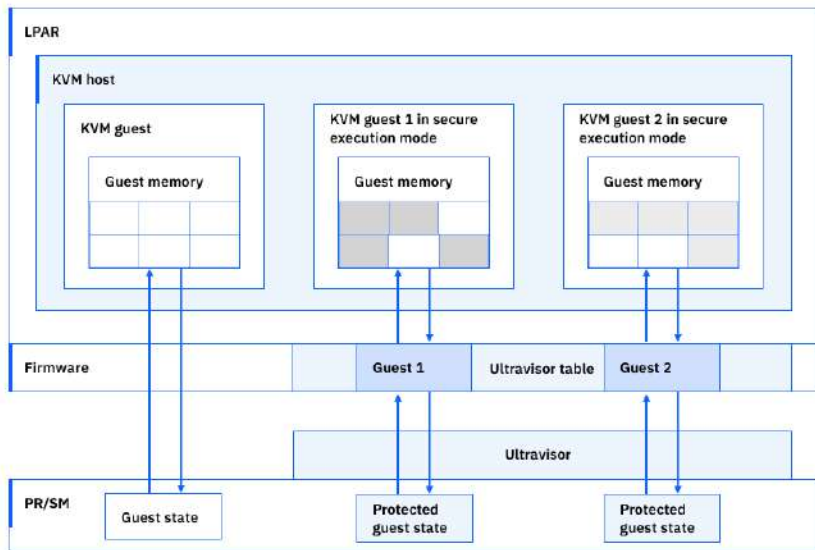 LPAR
KVM host
KVM guest
KVM guest 1 in secure
execution mode
KVM guest 2 in secure
execution mode
Guest memory
Guest memory
Guest memory
Firmware
Guest 1
Ultravisor table
Guest 2
Ultravisor
PR/SM
Guest state
Protected
guest state
Protected
guest state